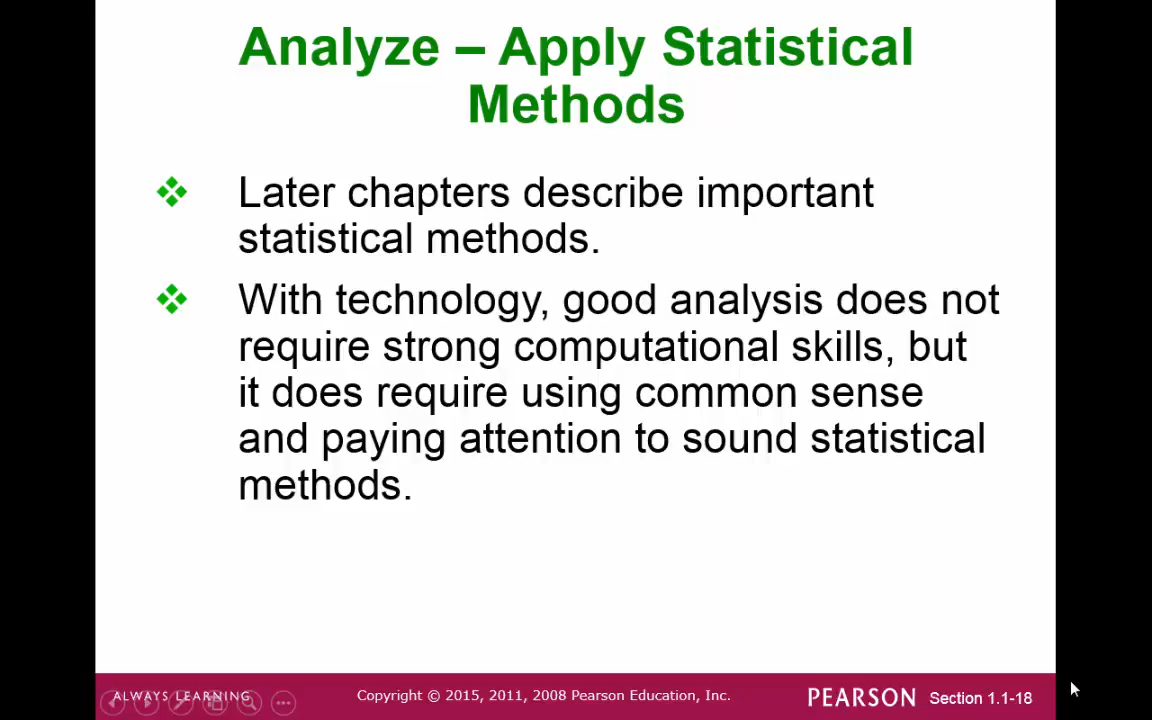 Analyze – Apply Statistical
Methods
Later chapters describe important
statistical methods.
With technology, good analysis does not
require strong computational skills, but
it does require using common sense
and paying attention to sound statistical
methods.
ALWAYS LEARNING
Copyright © 2015, 2011, 2008 Pearson Education, Inc.
PEARSON
Section 1.1-18